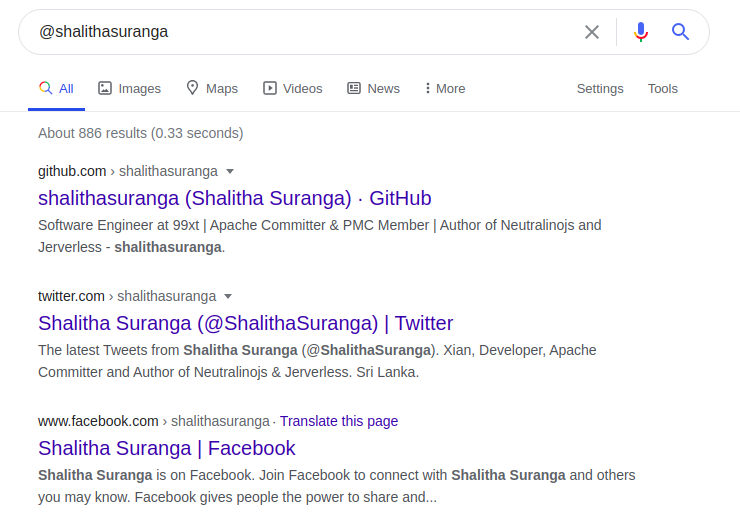 @shalithasuranga
All Images Maps Videos News More Settings Tools
About 886 results (0.33 seconds)
github.com › shalithasuranga
shalithasuranga (Shalitha Suranga) · GitHub
Software Engineer at 99xt | Apache Committer & PMC Member | Author of Neutralinojs and
Jerverless - shalithasuranga.
twitter.com › shalithasuranga
Shalitha Suranga (@ShalithaSuranga) | Twitter
The latest Tweets from Shalitha Suranga (@ShalithaSuranga). Xian, Developer, Apache
Committer and Author of Neutralinojs & Jerverless. Sri Lanka.
www.facebook.com › shalithasuranga · Translate this page
Shalitha Suranga | Facebook
Shalitha Suranga is on Facebook. Join Facebook to connect with Shalitha Suranga and others
you may know. Facebook gives people the power to share and...